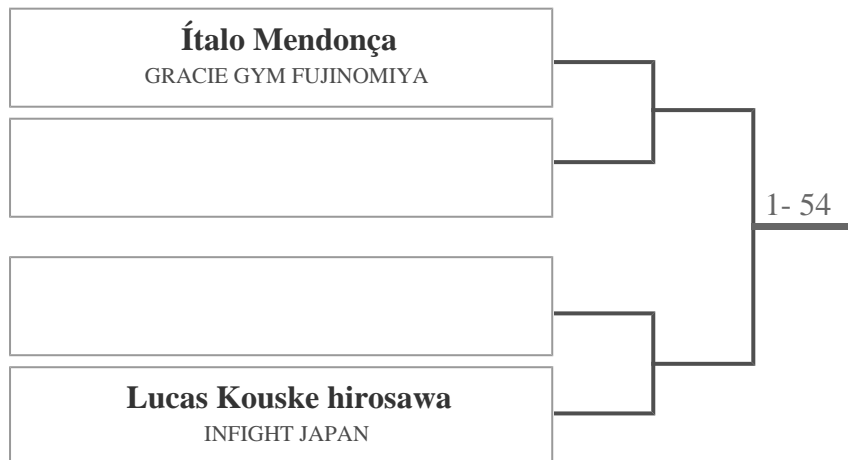 Ítalo Mendonça
GRACIE GYM FUJINOMIYA
1- 54
Lucas Kouske hirosawa
INFIGHT JAPAN